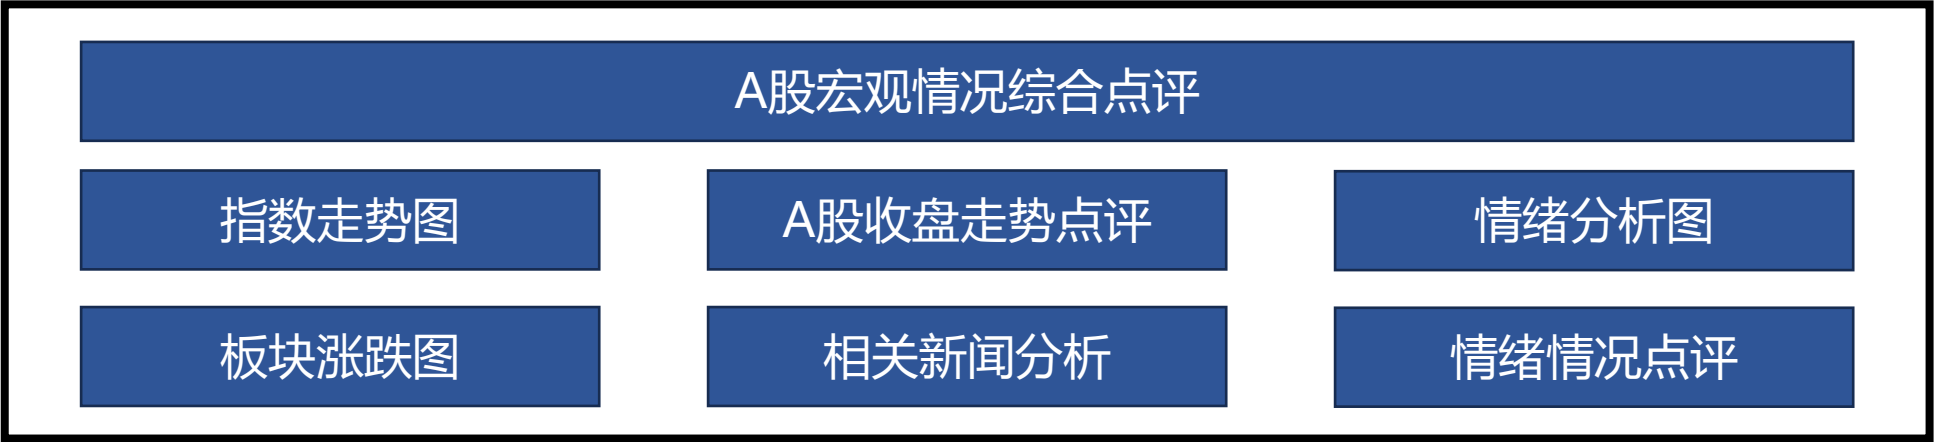 A股宏观情况综合点评
指数走势图
A股收盘走势点评
情绪分析图
板块涨跌图
相关新闻分析
情绪情况点评